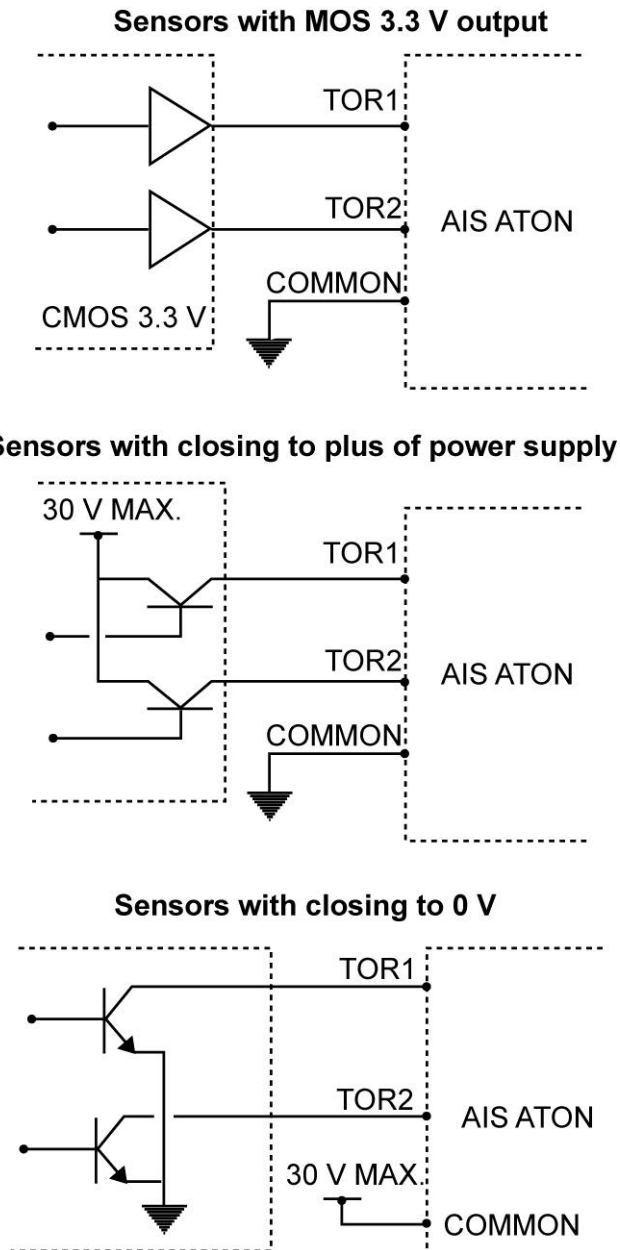 Sensors with MOS 3.3 V output
TOR1
TOR2
AIS ATON
COMMON
CMOS 3.3 V
Sensors with closing to plus of power supply
30 V MAX.
TOR1
TOR2
AIS ATON
COMMON
Sensors with closing to 0 V
TOR1
TOR2
AIS ATON
30 V MAX.
COMMON